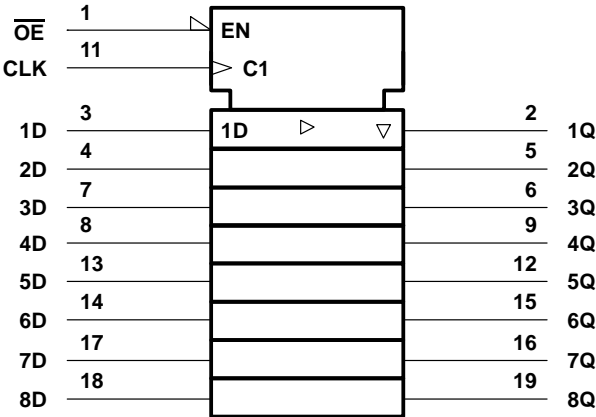 OE 1 EN
CLK 11 C1
1D 3 1D 2 1Q
2D 4 5 2Q
3D 7 6 3Q
4D 8 9 4Q
5D 13 12 5Q
6D 14 15 6Q
7D 17 16 7Q
8D 18 19 8Q